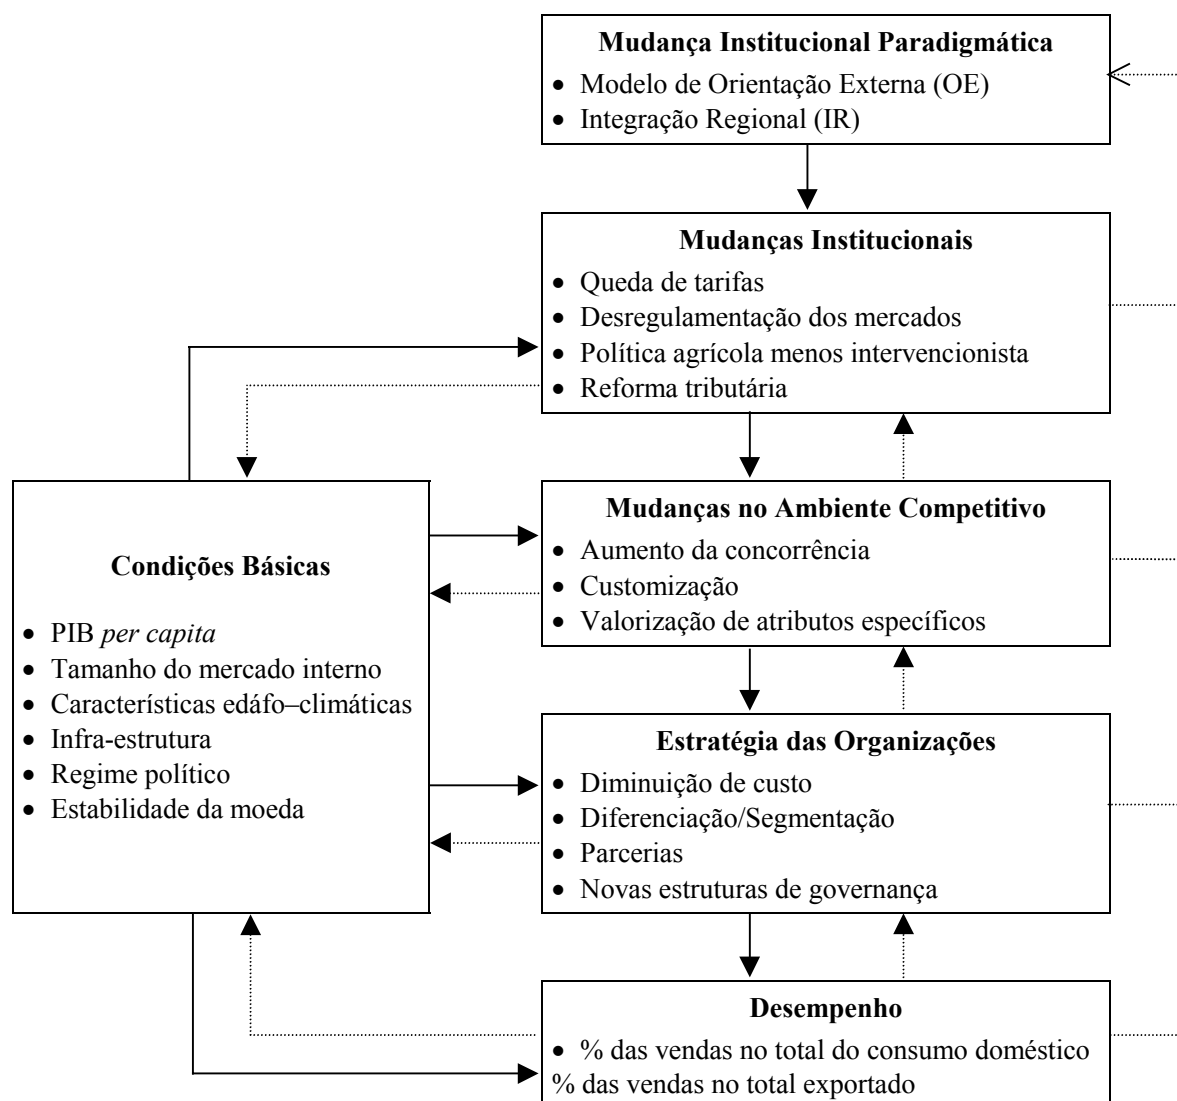 Mudança Institucional Paradigmática
• Modelo de Orientação Externa (OE)
• Integração Regional (IR)
Mudanças Institucionais
• Queda de tarifas
• Desregulamentação dos mercados
• Política agrícola menos intervencionista
• Reforma tributária
Condições Básicas
• PIB per capita
• Tamanho do mercado interno
• Características edáfo–climáticas
• Infra-estrutura
• Regime político
• Estabilidade da moeda
Mudanças no Ambiente Competitivo
• Aumento da concorrência
• Customização
• Valorização de atributos específicos
Estratégia das Organizações
• Diminuição de custo
• Diferenciação/Segmentação
• Parcerias
• Novas estruturas de governança
Desempenho
• % das vendas no total do consumo doméstico
% das vendas no total exportado